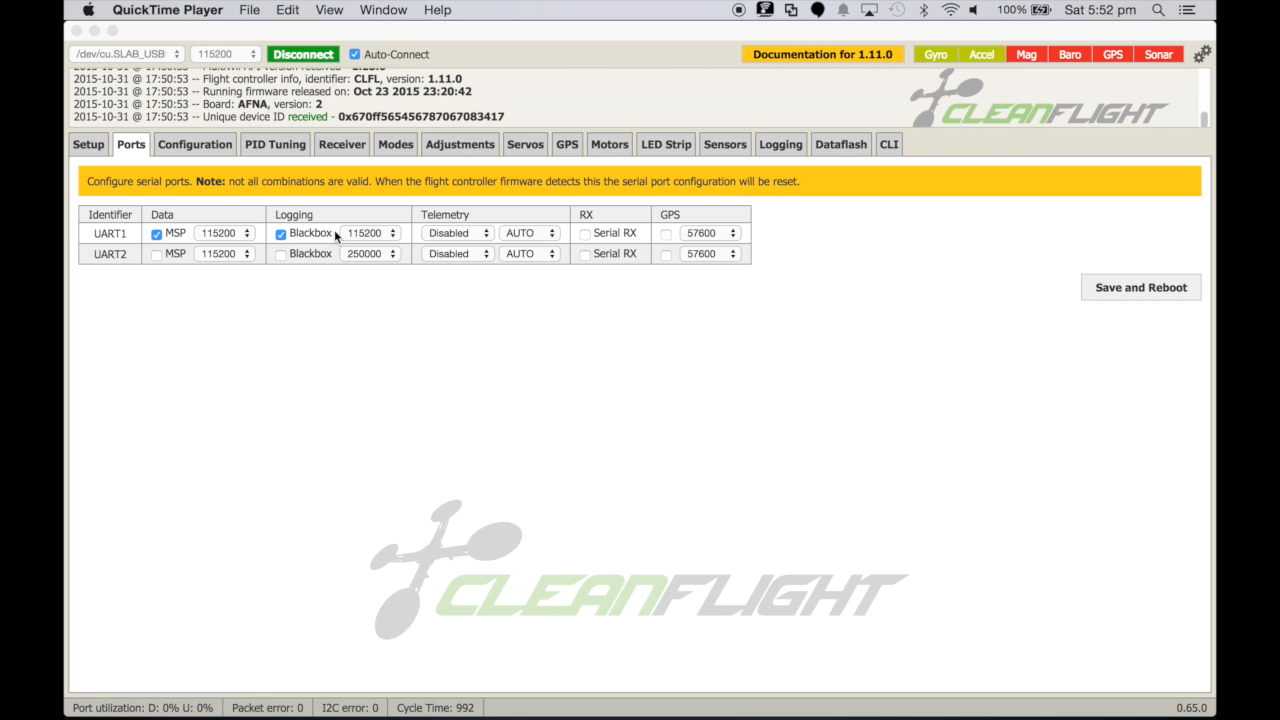 QuickTime Player File Edit View Window Help 100% Sat 5:52 pm
/dev/cu.SLAB_USB 115200 Disconnect Auto-Connect Documentation for 1.11.0 Gyro Accel Mag Baro GPS Sonar
2015-10-31 @ 17:50:53 -- Flight controller info, identifier: CLFL, version: 1.11.0
2015-10-31 @ 17:50:53 -- Running firmware released on: Oct 23 2015 23:20:42
2015-10-31 @ 17:50:53 -- Board: AFNA, version: 2
2015-10-31 @ 17:50:53 -- Unique device ID received - 0x670ff565456787067083417
CLEANFLIGHT
Setup Ports Configuration PID Tuning Receiver Modes Adjustments Servos GPS Motors LED Strip Sensors Logging Dataflash CLI
Configure serial ports. Note: not all combinations are valid. When the flight controller firmware detects this the serial port configuration will be reset.
Identifier Data Logging Telemetry RX GPS
UART1 MSP 115200 Blackbox 115200 Disabled AUTO Serial RX 57600
UART2 MSP 115200 Blackbox 250000 Disabled AUTO Serial RX 57600
Save and Reboot
CLEANFLIGHT
Port utilization: D: 0% U: 0% Packet error: 0 I2C error: 0 Cycle Time: 992 0.65.0